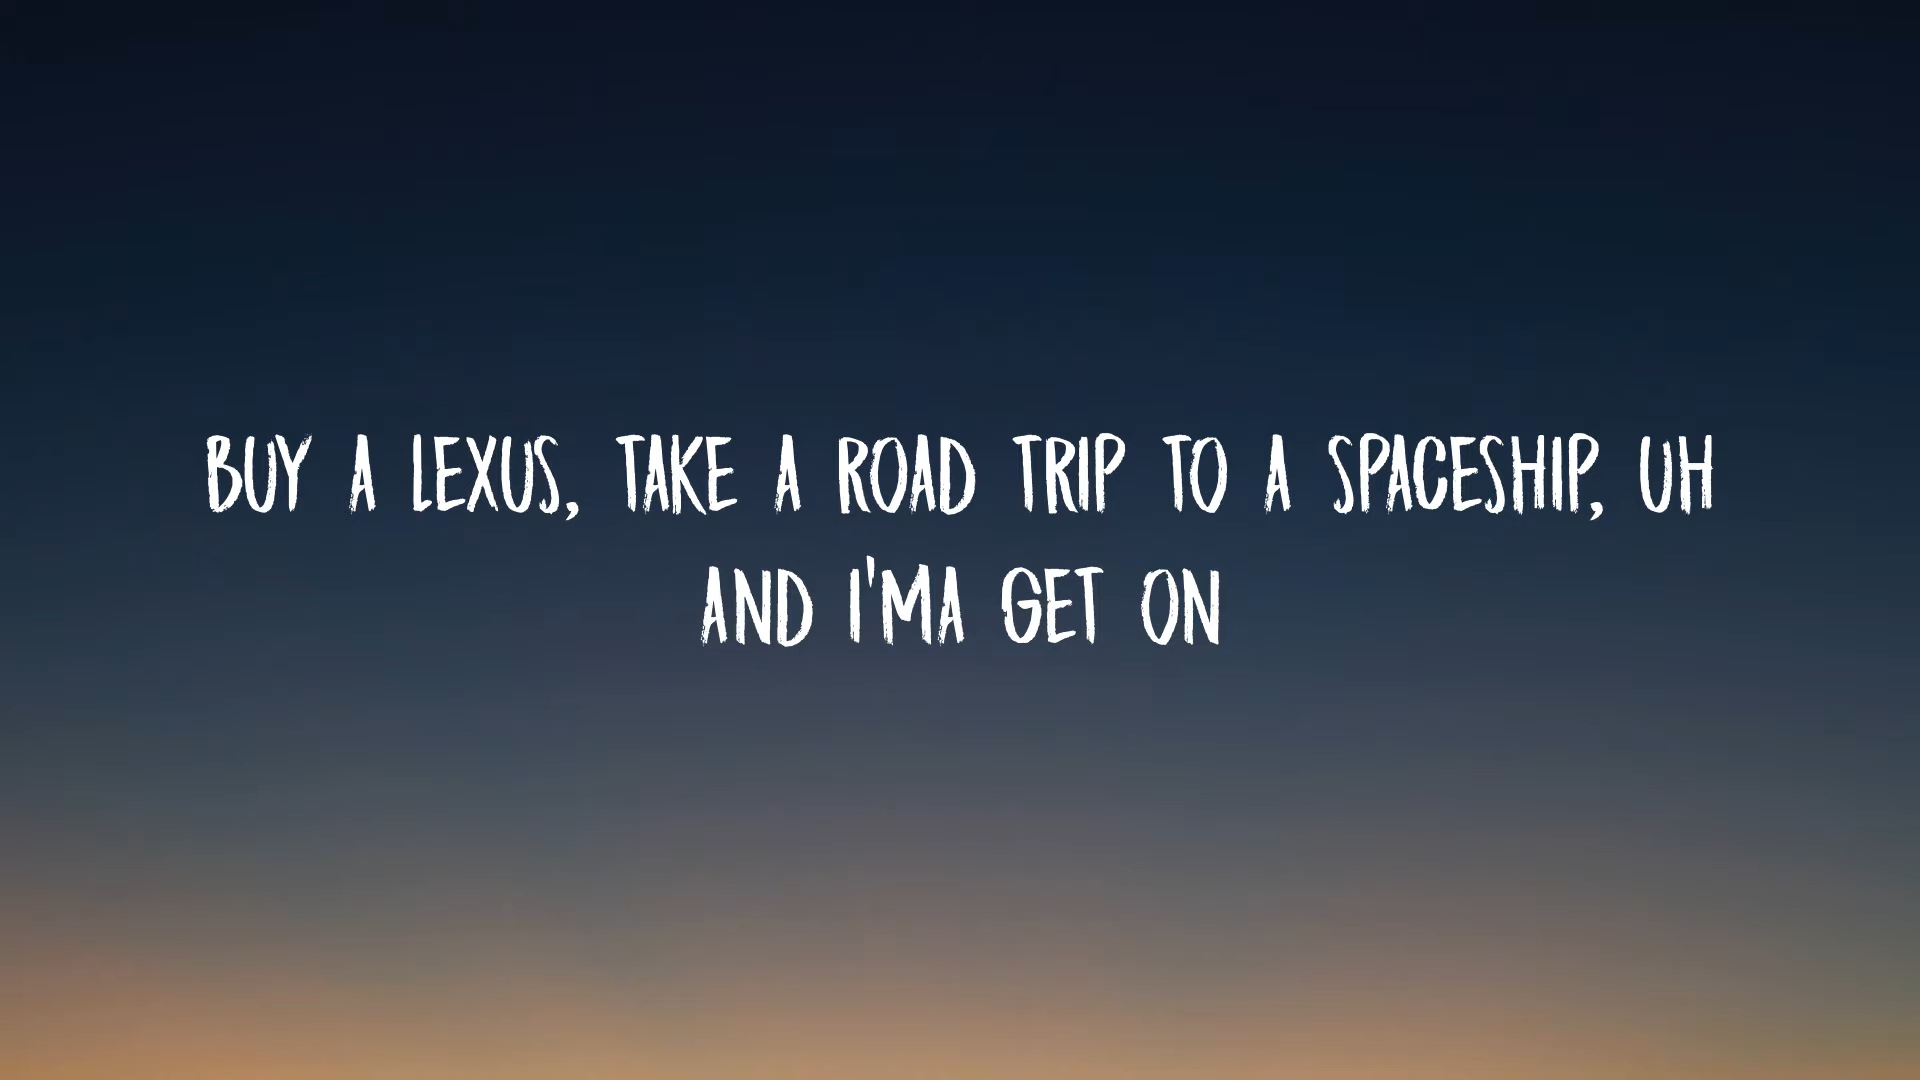 BUY A LEXUS, TAKE A ROAD TRIP TO A SPACESHIP, UH
AND I'MA GET ON